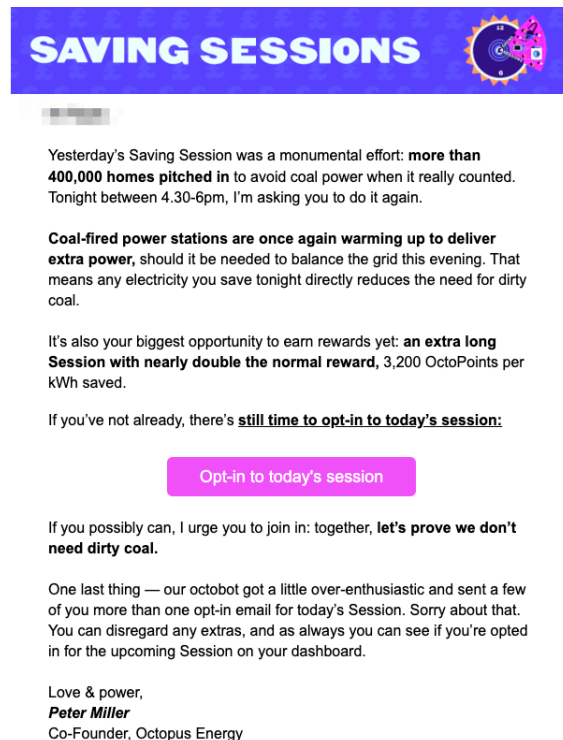 SAVING SESSIONS
12
6
Yesterday's Saving Session was a monumental effort: more than
400,000 homes pitched in to avoid coal power when it really counted.
Tonight between 4.30-6pm, I'm asking you to do it again.
Coal-fired power stations are once again warming up to deliver
extra power, should it be needed to balance the grid this evening. That
means any electricity you save tonight directly reduces the need for dirty
coal.
It's also your biggest opportunity to earn rewards yet: an extra long
Session with nearly double the normal reward, 3,200 OctoPoints per
kWh saved.
If you've not already, there's still time to opt-in to today's session:
Opt-in to today's session
If you possibly can, I urge you to join in: together, let's prove we don't
need dirty coal.
One last thing — our octobot got a little over-enthusiastic and sent a few
of you more than one opt-in email for today's Session. Sorry about that.
You can disregard any extras, and as always you can see if you're opted
in for the upcoming Session on your dashboard.
Love & power,
Peter Miller
Co-Founder, Octopus Energy